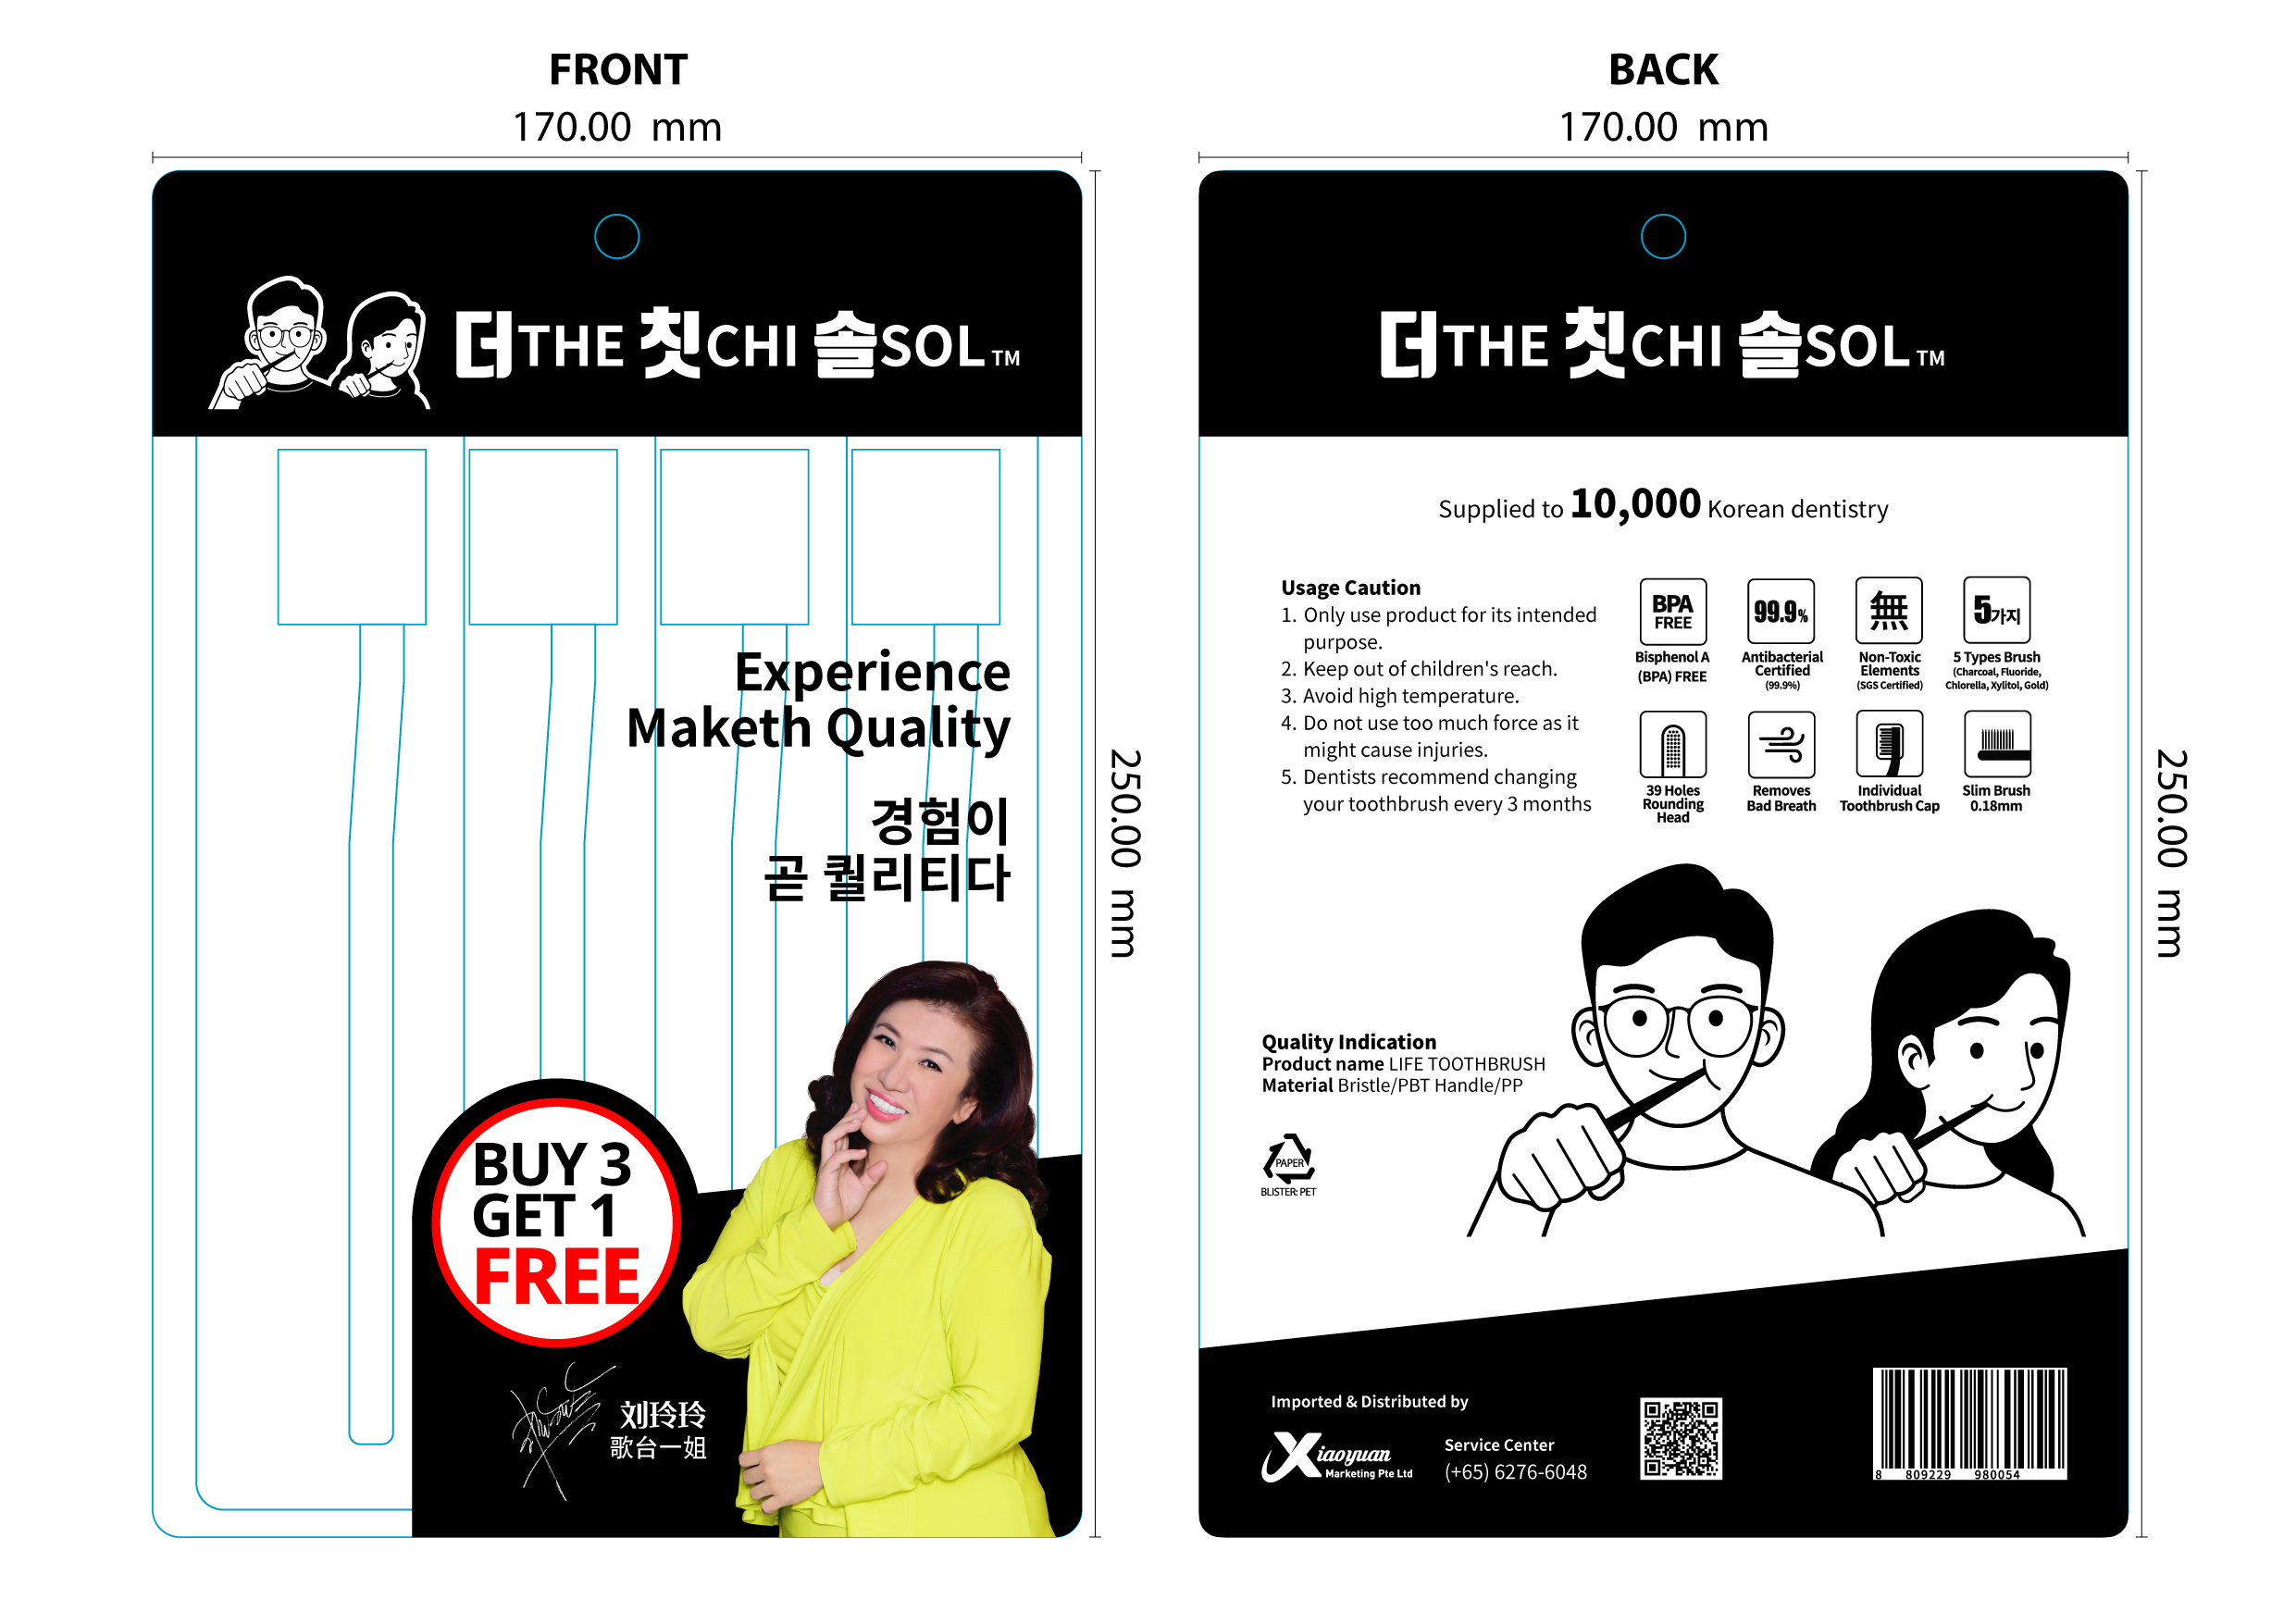 FRONT
170.00 mm
더THE 칫CHI 솔SOL TM
Experience
Maketh Quality
경험이
곧 퀄리티다
BUY 3
GET 1
FREE
刘玲玲
歌台一姐
250.00 mm
BACK
170.00 mm
더THE 칫CHI 솔SOL TM
Supplied to 10,000 Korean dentistry
Usage Caution
1. Only use product for its intended
purpose.
2. Keep out of children's reach.
3. Avoid high temperature.
4. Do not use too much force as it
might cause injuries.
5. Dentists recommend changing
your toothbrush every 3 months
BPA
FREE
Bisphenol A
(BPA) FREE
99.9%
Antibacterial
Certified
(99.9%)
無
Non-Toxic
Elements
(SGS Certified)
5가지
5 Types Brush
(Charcoal, Fluoride,
Chlorella, Xylitol, Gold)
39 Holes
Rounding
Head
Removes
Bad Breath
Individual
Toothbrush Cap
Slim Brush
0.18mm
Quality Indication
Product name LIFE TOOTHBRUSH
Material Bristle/PBT Handle/PP
PAPER
BLISTER: PET
Imported & Distributed by
Xiaoyuan
Marketing Pte Ltd
Service Center
(+65) 6276-6048
8 809229 980054
250.00 mm